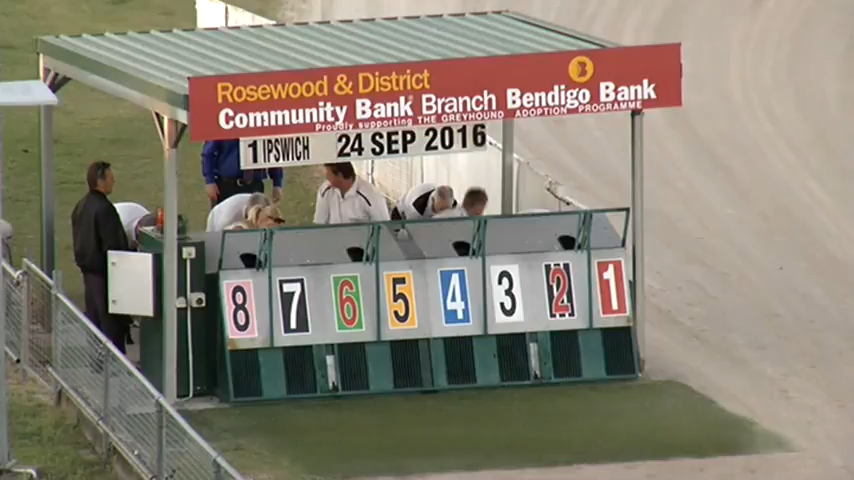 Rosewood & District
Community Bank Branch Bendigo Bank
Proudly supporting THE GREYHOUND ADOPTION PROGRAMME
1 IPSWICH 24 SEP 2016
8 7 6 5 4 3 2 1